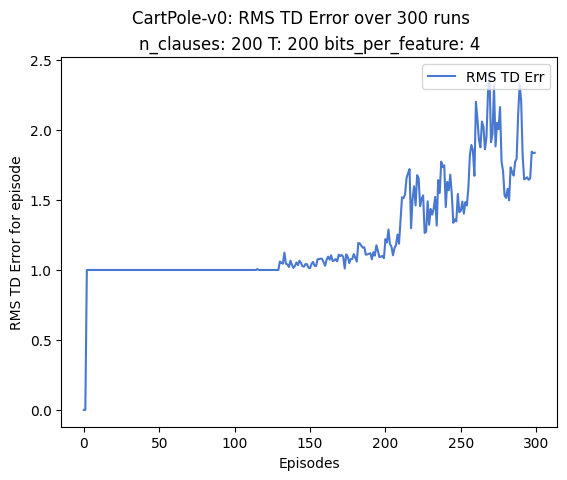 CartPole-v0: RMS TD Error over 300 runs
n_clauses: 200 T: 200 bits_per_feature: 4
RMS TD Err
RMS TD Error for episode
2.5
2.0
1.5
1.0
0.5
0.0
0 50 100 150 200 250 300
Episodes